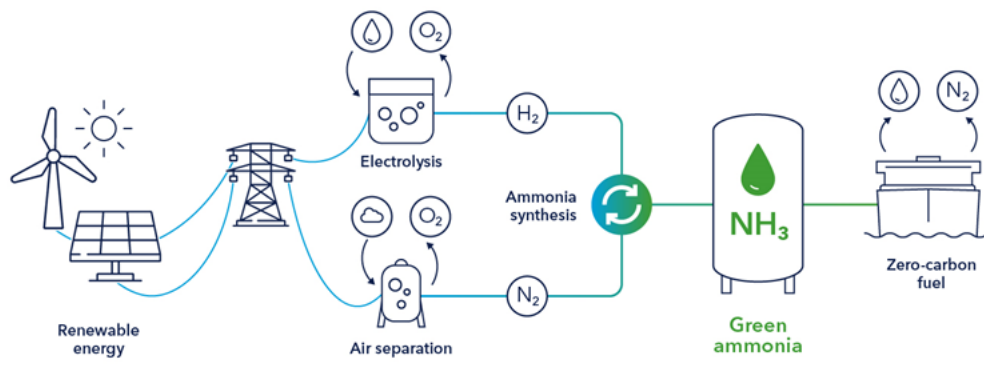 O₂
Electrolysis
H₂
Renewable
energy
O₂
Air separation
N₂
Ammonia
synthesis
NH₃
Green
ammonia
N₂
Zero-carbon
fuel